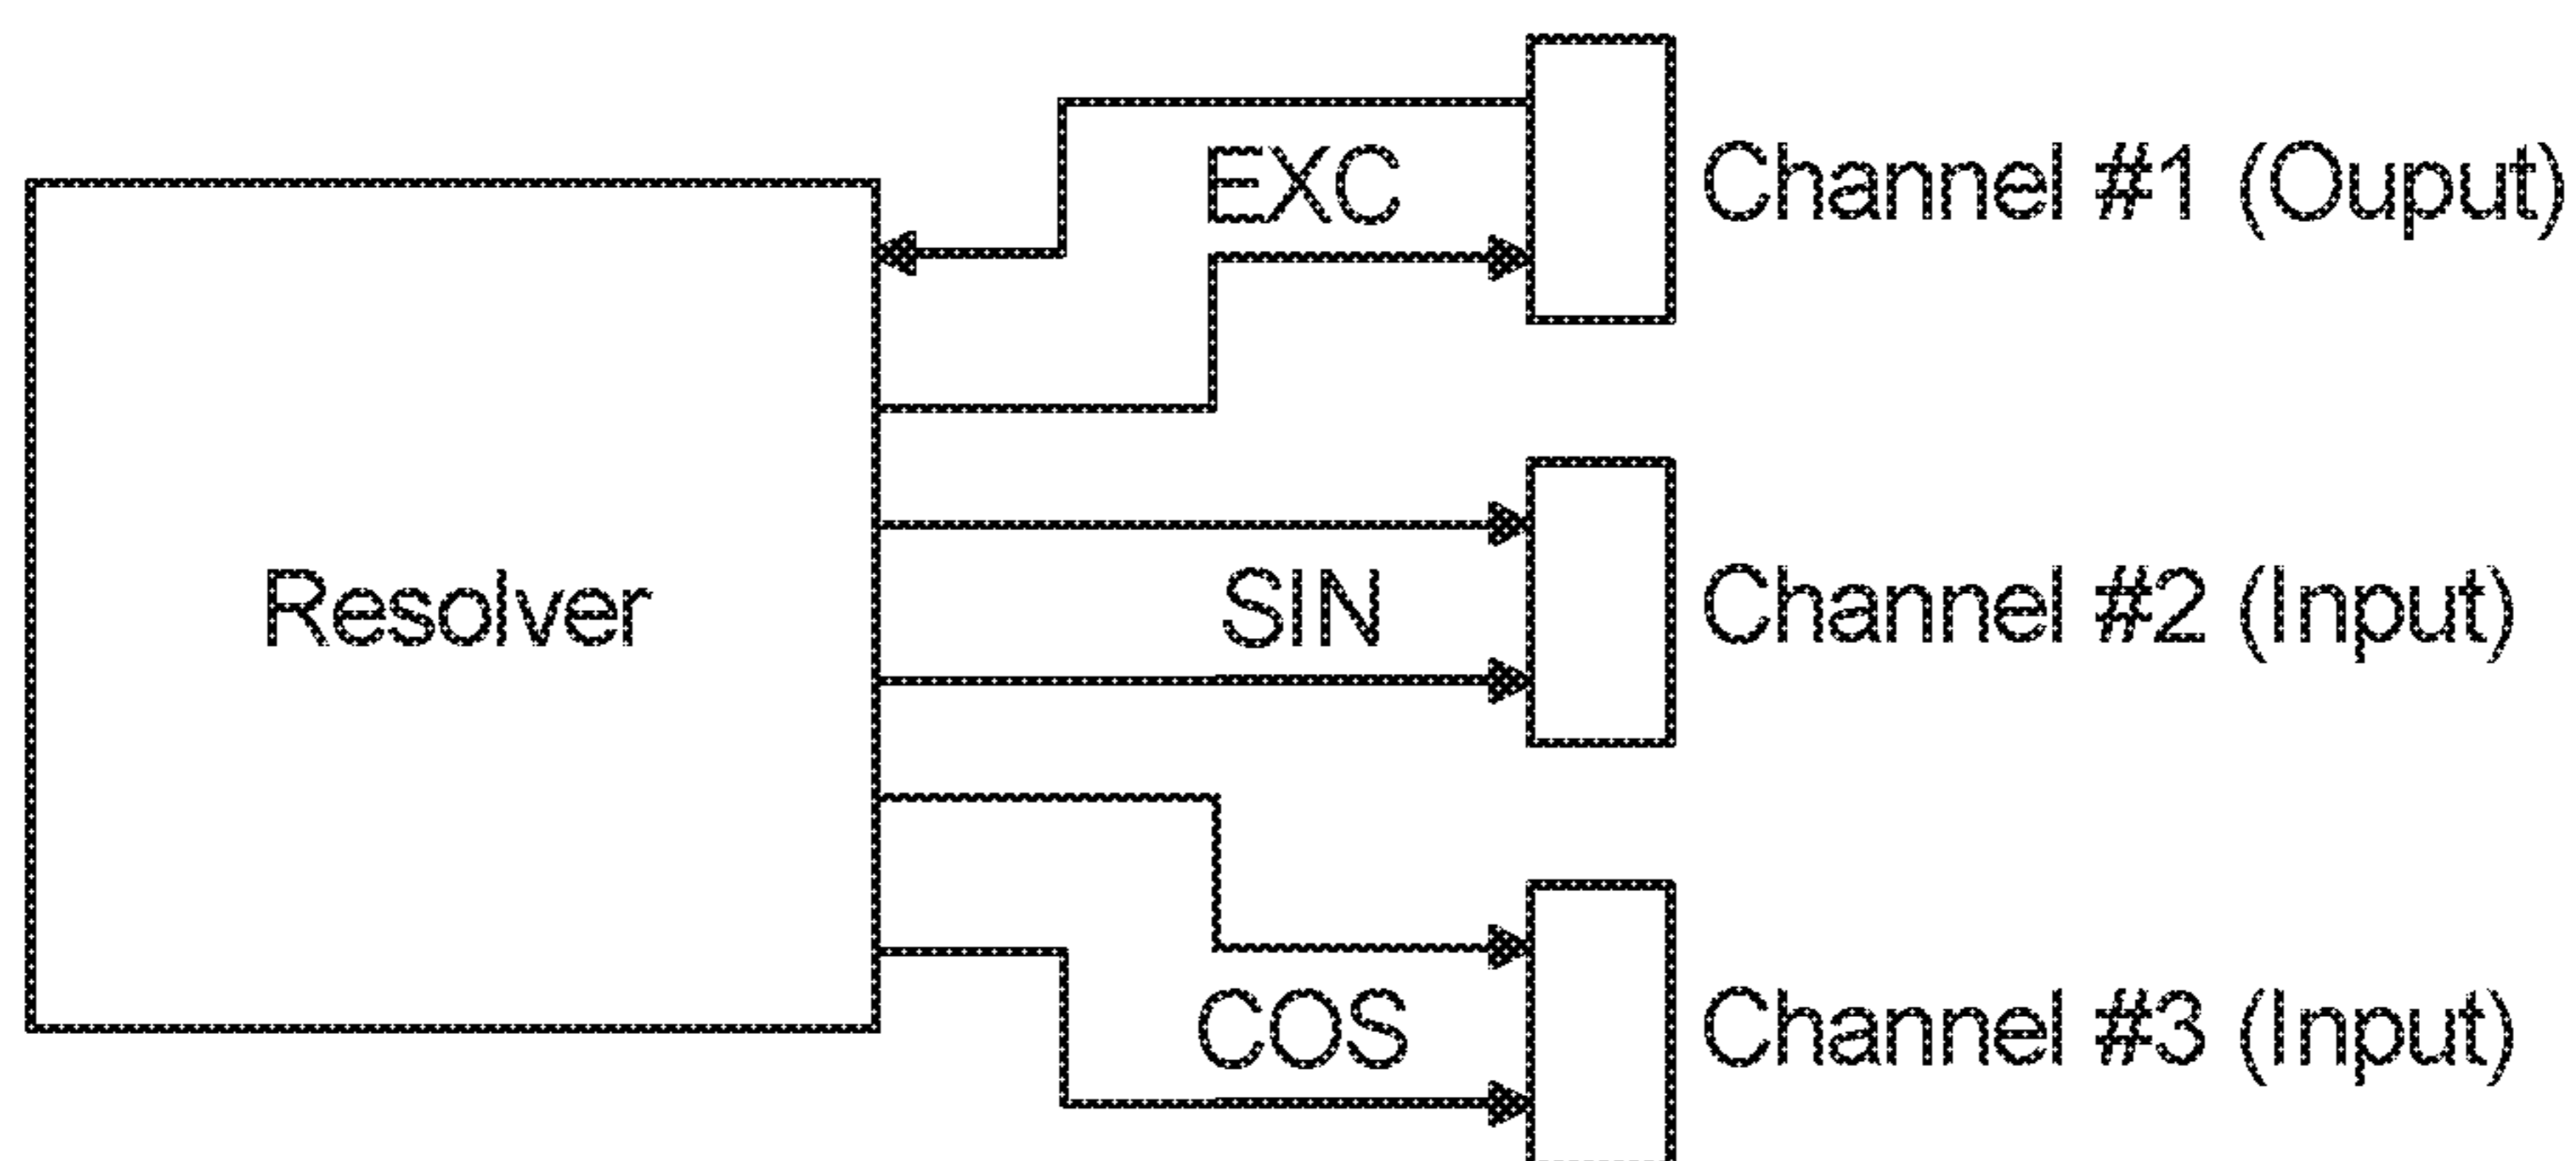 EXC
Channel #1 (Ouput)
Resolver
SIN
Channel #2 (Input)
COS
Channel #3 (Input)